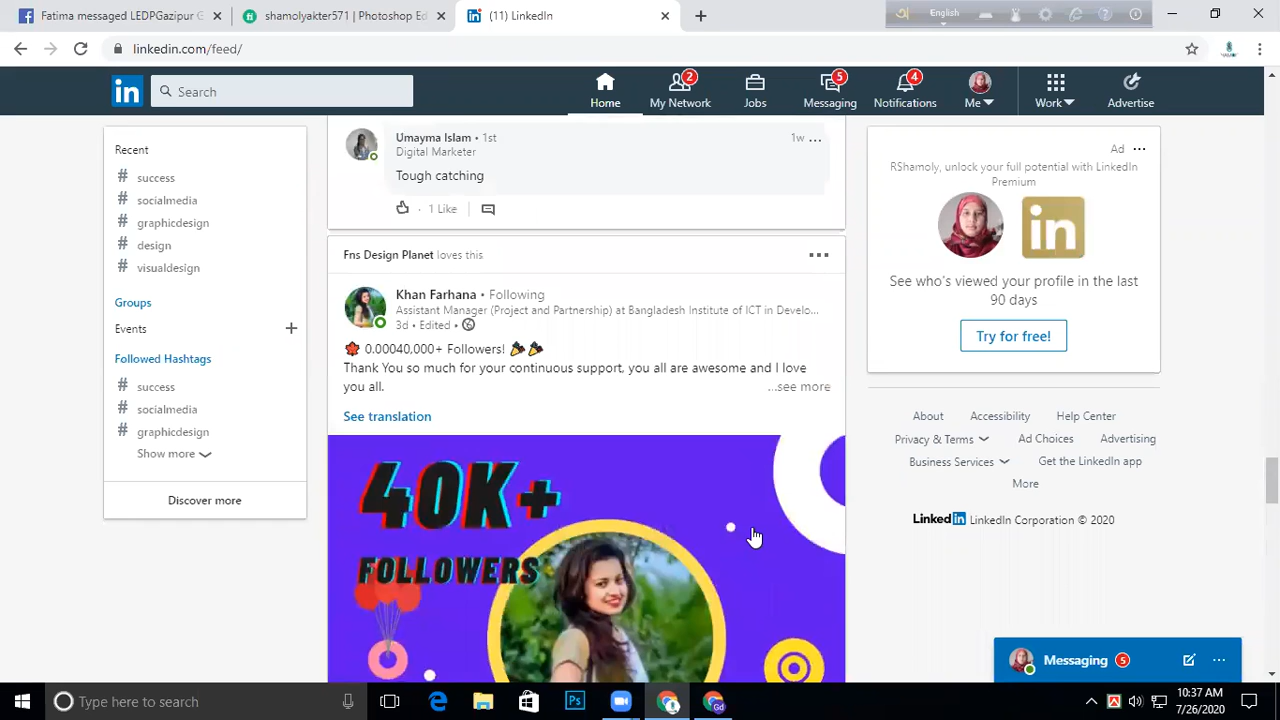 Fatima messaged LEDPGazipur G
shamolyakter571 | Photoshop Ed
(11) LinkedIn
English
linkedin.com/feed/
in
Search
Home
2
My Network
Jobs
5
Messaging
4
Notifications
Me
Work
Advertise
Recent
# success
# socialmedia
# graphicdesign
# design
# visualdesign
Groups
Events
Followed Hashtags
# success
# socialmedia
# graphicdesign
Show more
Discover more
Umayma Islam • 1st
1w ...
Digital Marketer
Tough catching
· 1 Like
Fns Design Planet loves this
Khan Farhana • Following
Assistant Manager (Project and Partnership) at Bangladesh Institute of ICT in Develo...
3d • Edited •
0.00040,000+ Followers!
Thank You so much for your continuous support, you all are awesome and I love
you all.
...see more
See translation
40K+
FOLLOWERS
Ad ...
RShamoly, unlock your full potential with LinkedIn
Premium
in
See who's viewed your profile in the last
90 days
Try for free!
About Accessibility Help Center
Privacy & Terms Ad Choices Advertising
Business Services Get the LinkedIn app
More
Linkedin LinkedIn Corporation © 2020
Messaging 5
Type here to search
Ps
Gd
10:37 AM
7/26/2020